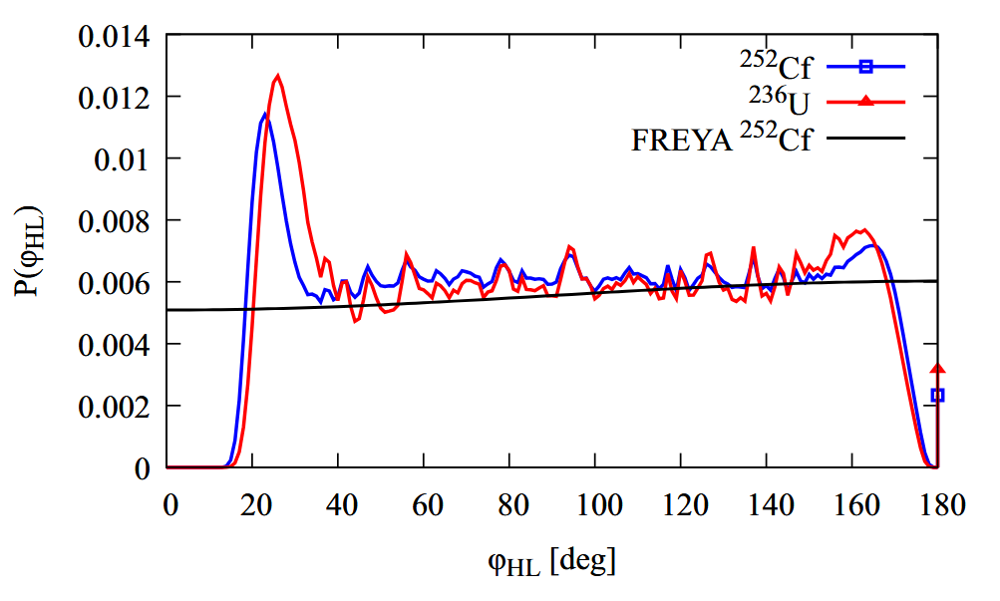 0.014
0.012
0.01
0.008
0.006
0.004
0.002
0
P(φHL)
²⁵²Cf
²³⁶U
FREYA ²⁵²Cf
0 20 40 60 80 100 120 140 160 180
φHL [deg]